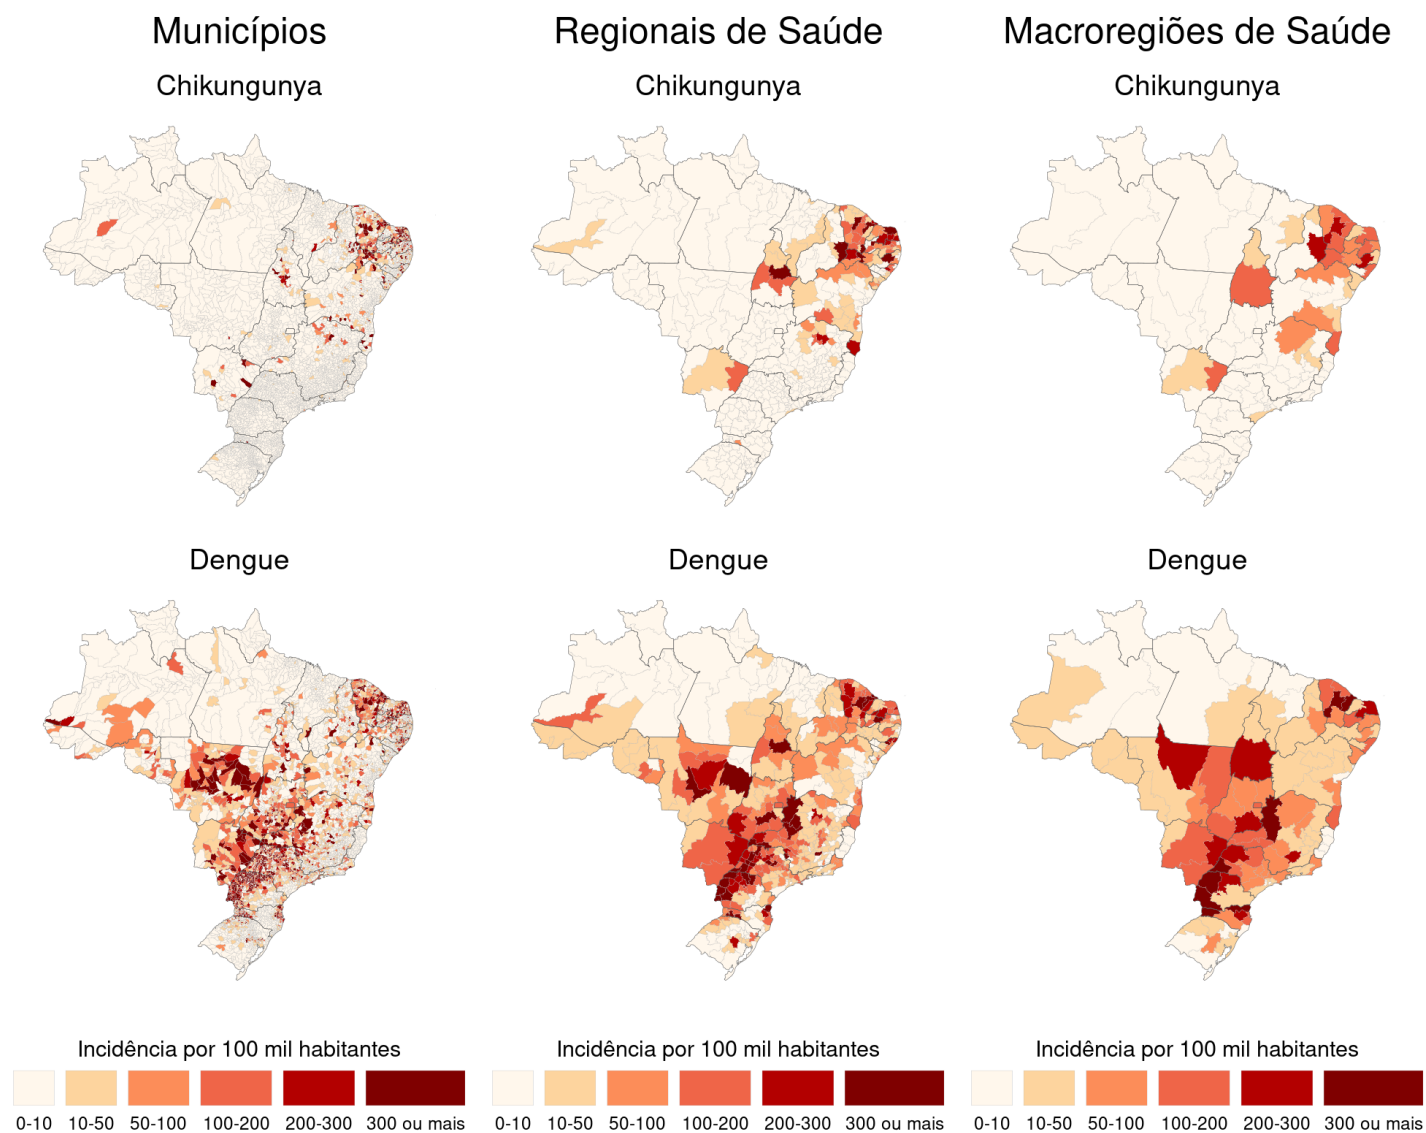 Municípios Regionais de Saúde Macroregiões de Saúde
Chikungunya Chikungunya Chikungunya
Dengue Dengue Dengue
Incidência por 100 mil habitantes Incidência por 100 mil habitantes Incidência por 100 mil habitantes
0-10 10-50 50-100 100-200 200-300 300 ou mais 0-10 10-50 50-100 100-200 200-300 300 ou mais 0-10 10-50 50-100 100-200 200-300 300 ou mais